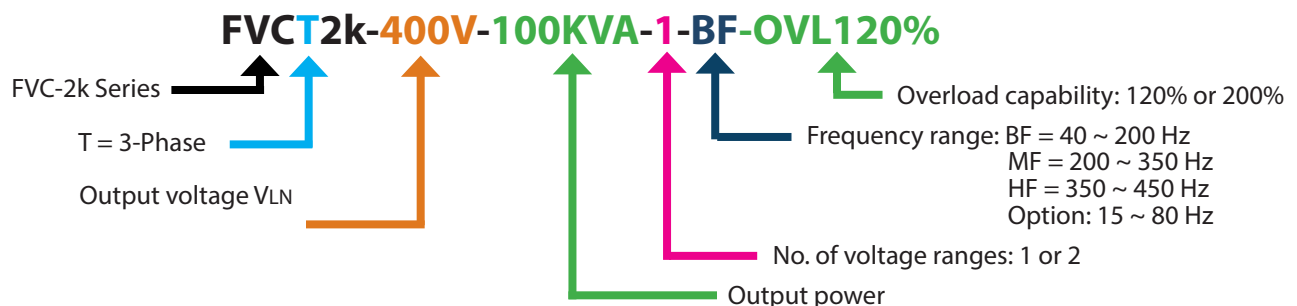 FVCT2k-400V-100KVA-1-BF-OVL120%
FVC-2k Series
Overload capability: 120% or 200%
T = 3-Phase
Frequency range: BF = 40 ~ 200 Hz
MF = 200 ~ 350 Hz
HF = 350 ~ 450 Hz
Option: 15 ~ 80 Hz
Output voltage VLN
No. of voltage ranges: 1 or 2
Output power